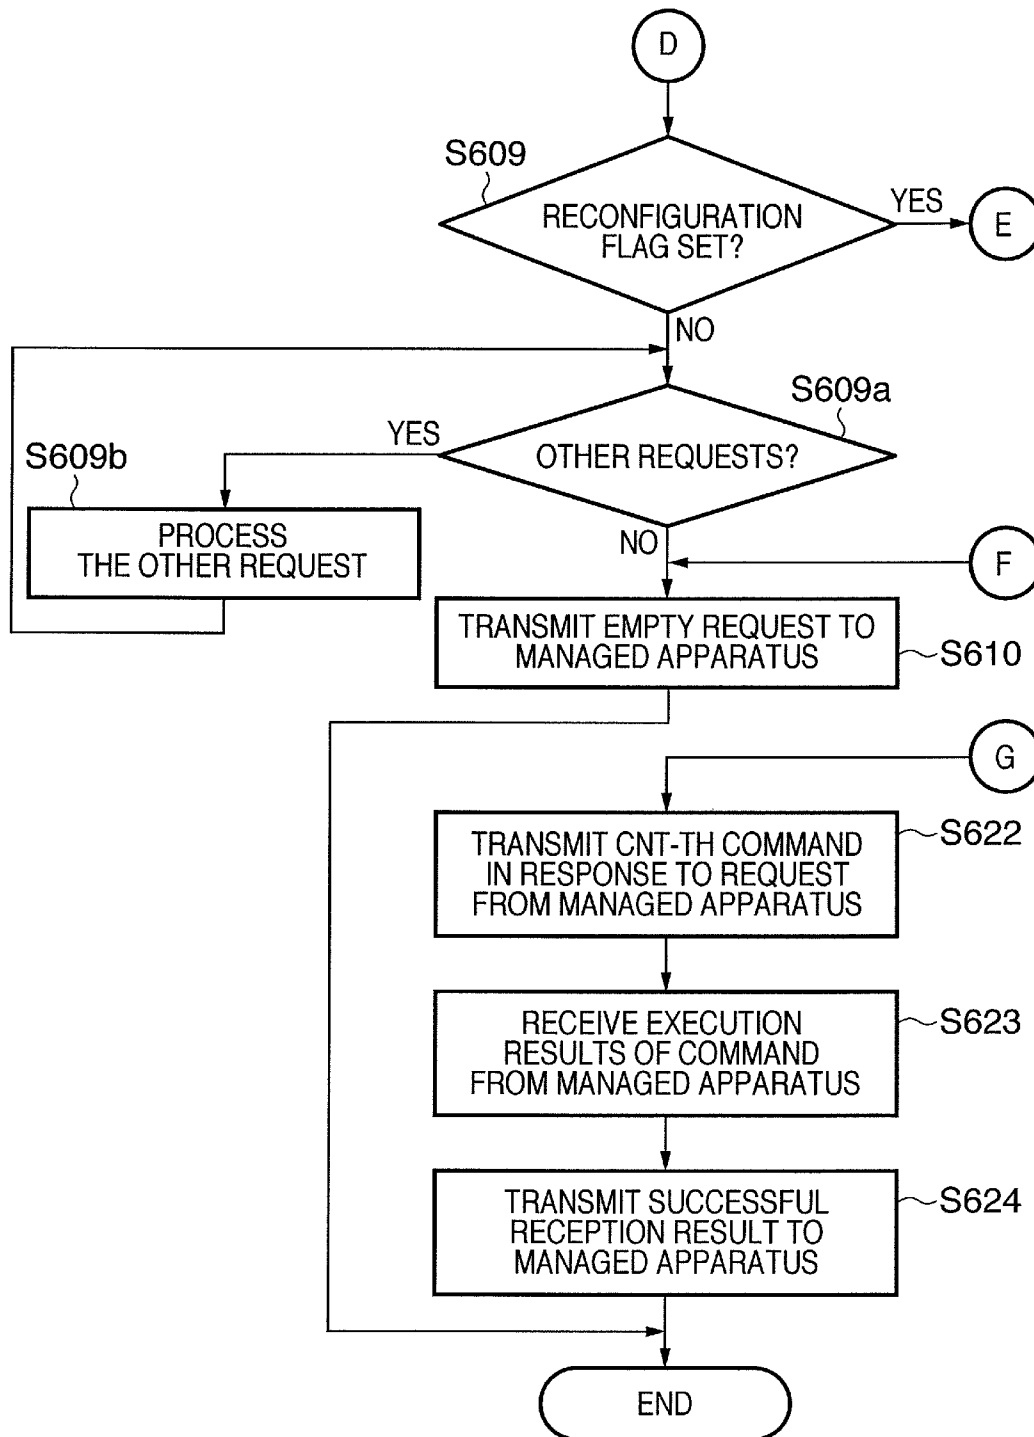 D
S609
RECONFIGURATION
FLAG SET?
YES
E
NO
S609a
YES
OTHER REQUESTS?
S609b
PROCESS
THE OTHER REQUEST
NO
F
TRANSMIT EMPTY REQUEST TO
MANAGED APPARATUS
S610
G
S622
TRANSMIT CNT-TH COMMAND
IN RESPONSE TO REQUEST
FROM MANAGED APPARATUS
S623
RECEIVE EXECUTION
RESULTS OF COMMAND
FROM MANAGED APPARATUS
S624
TRANSMIT SUCCESSFUL
RECEPTION RESULT TO
MANAGED APPARATUS
END